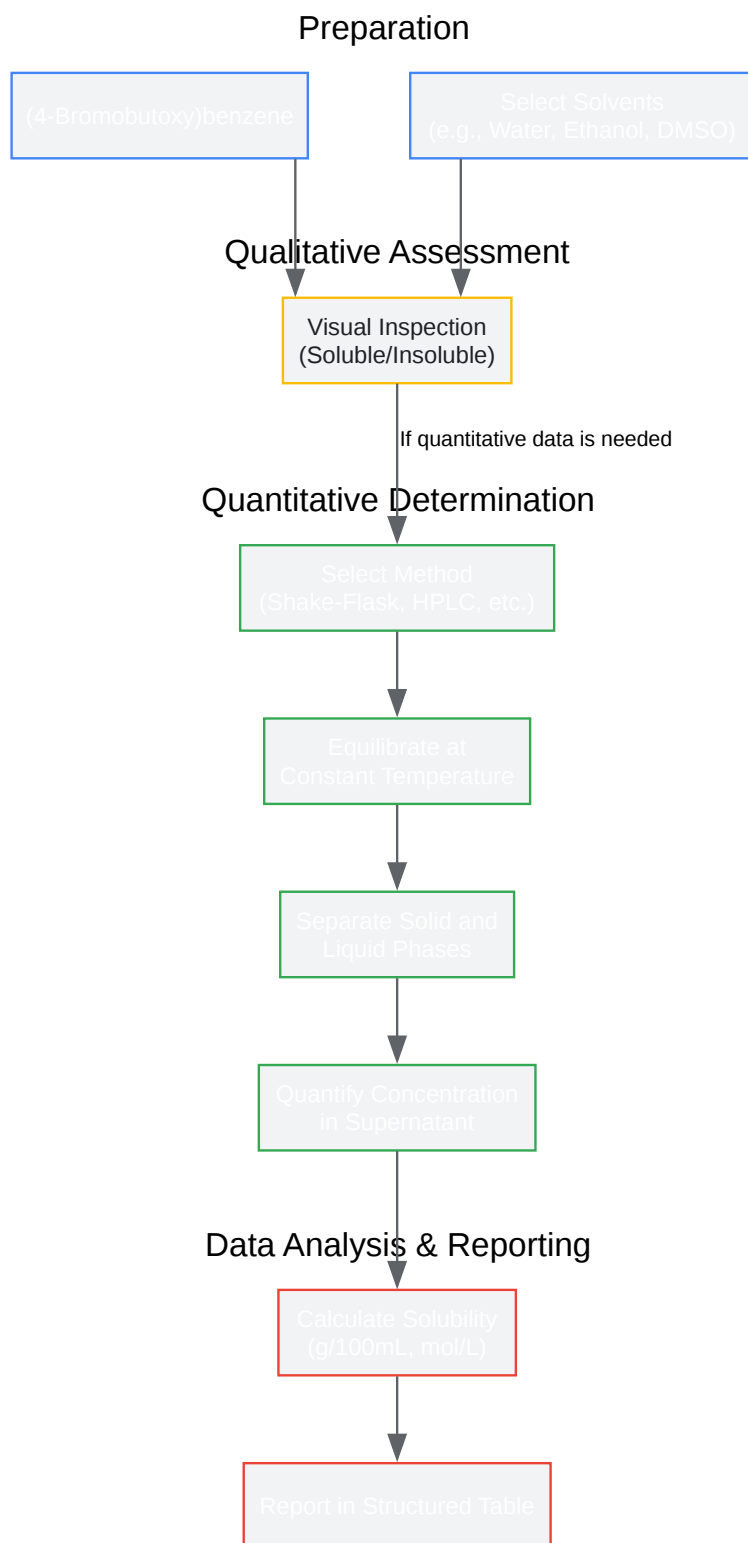 Preparation
(4-Bromobutoxy)benzene
Select Solvents
(e.g., Water, Ethanol, DMSO)
Qualitative Assessment
Visual Inspection
(Soluble/Insoluble)
If quantitative data is needed
Quantitative Determination
Select Method
(Shake-Flask, HPLC, etc.)
Equilibrate at
Constant Temperature
Separate Solid and
Liquid Phases
Quantify Concentration
in Supernatant
Data Analysis & Reporting
Calculate Solubility
(g/100mL, mol/L)
Report in Structured Table